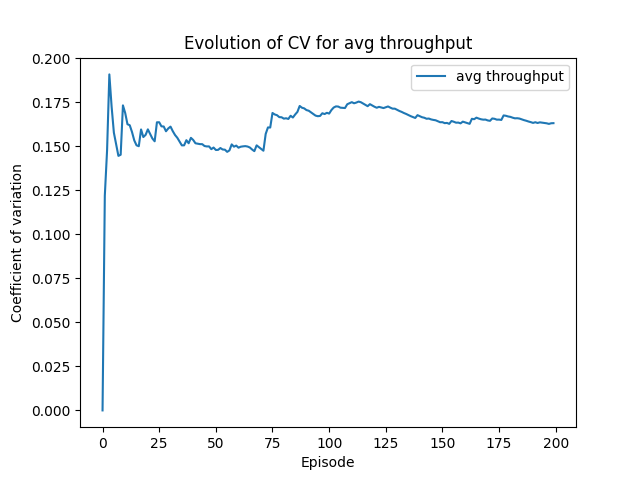 Evolution of CV for avg throughput
avg throughput
0.200
0.175
0.150
0.125
0.100
0.075
0.050
0.025
0.000
Coefficient of variation
0 25 50 75 100 125 150 175 200
Episode